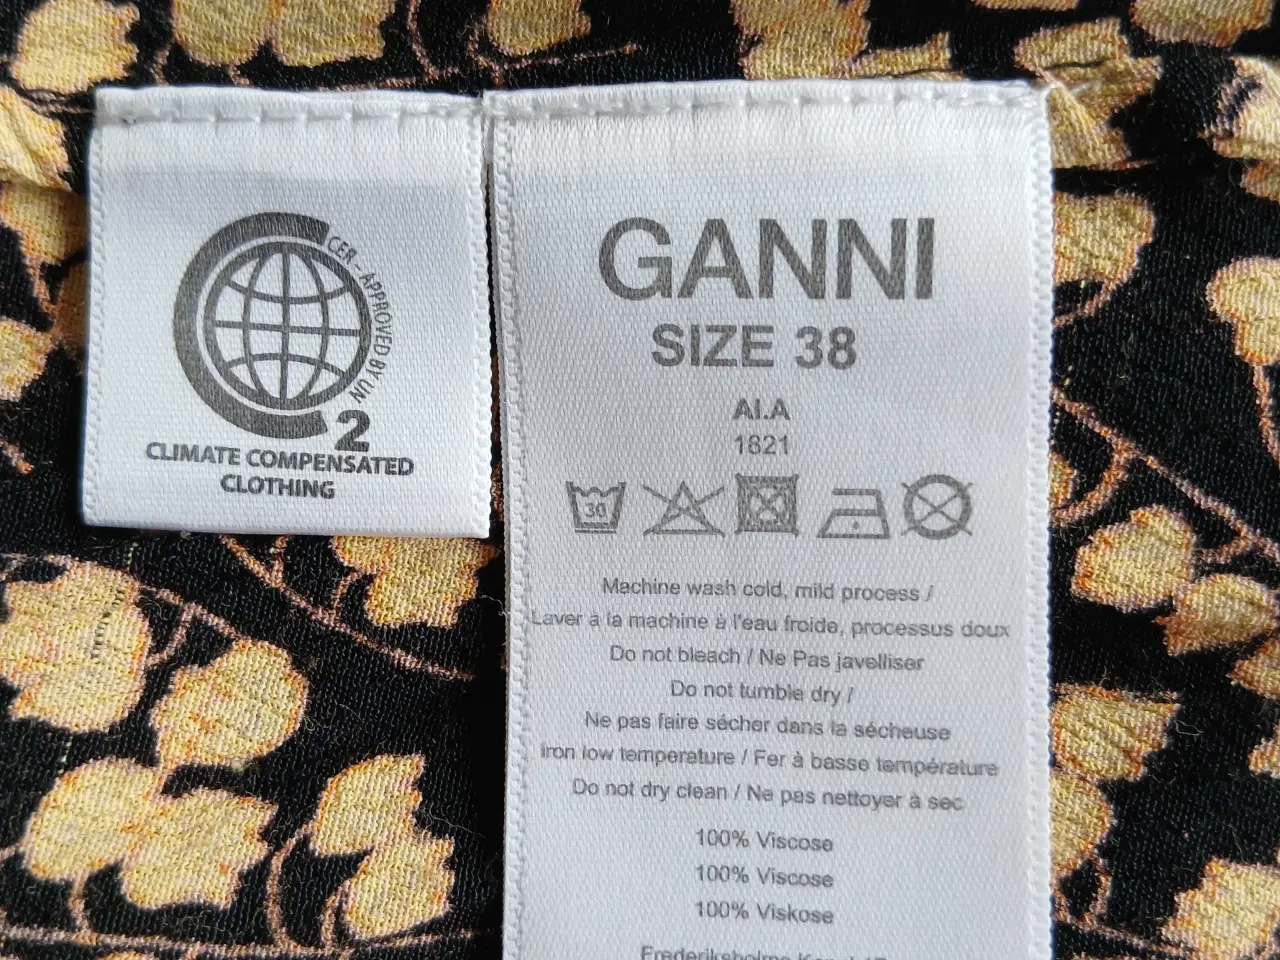 CER - APPROVED BY UN
2
CLIMATE COMPENSATED
CLOTHING
GANNI
SIZE 38
AI.A
1821
30
Machine wash cold, mild process /
Laver à la machine à l'eau froide, processus doux
Do not bleach / Ne Pas javelliser
Do not tumble dry /
Ne pas faire sécher dans la sécheuse
Iron low temperature / Fer à basse température
Do not dry clean / Ne pas nettoyer à sec
100% Viscose
100% Viscose
100% Viskose
Frederiksholms